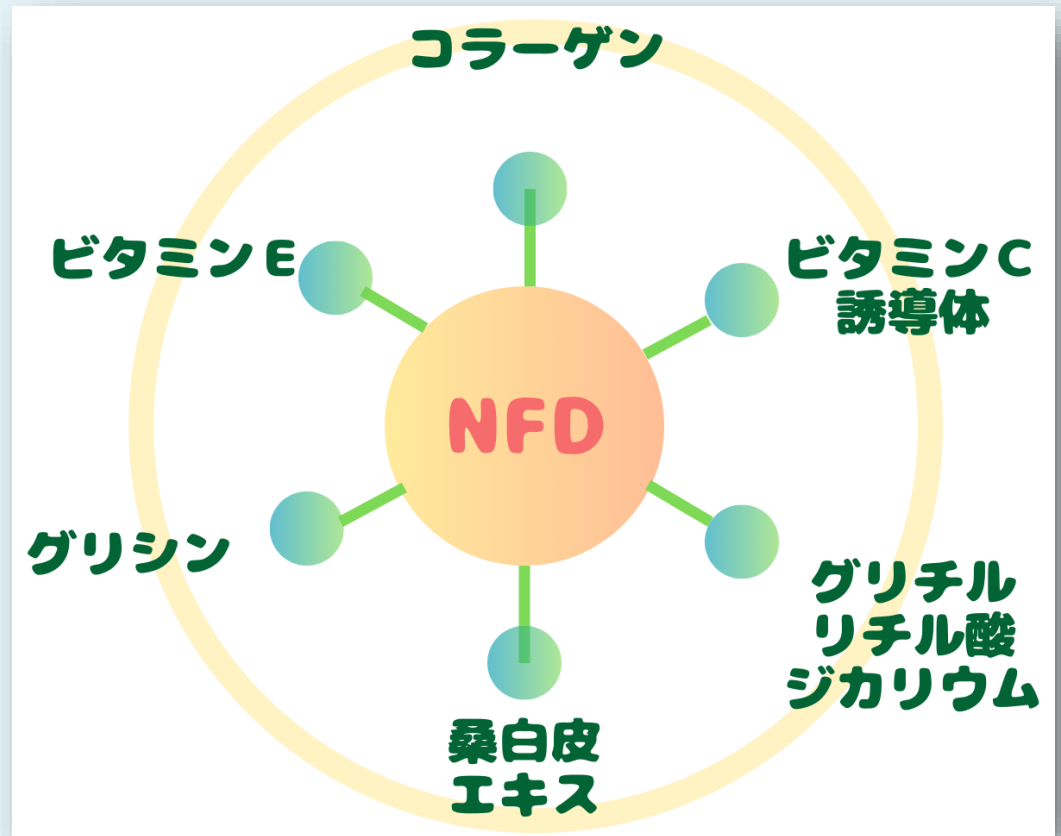 コラーゲン
ビタミンE
ビタミンC
誘導体
NFD
グリシン
グリチル
リチル酸
ジカリウム
桑白皮
エキス